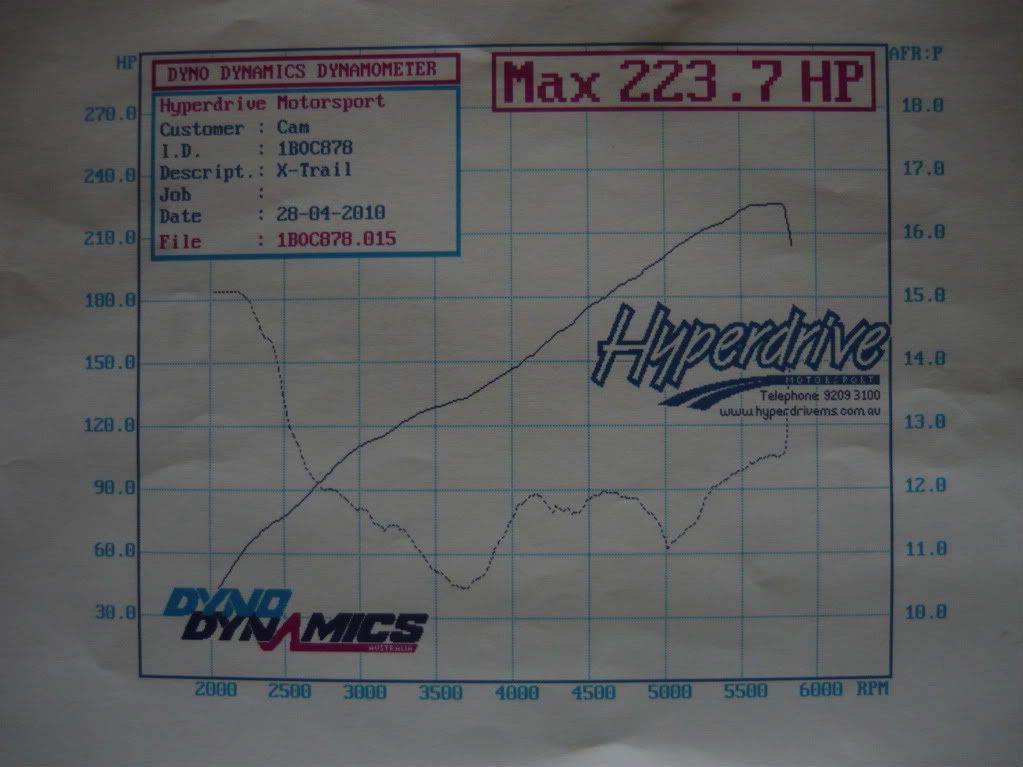 HP
AFR:P
DYNO DYNAMICS DYNAMOMETER
Max 223.7 HP
Hyperdrive Motorsport
Customer : Cam
I.D. : 1BOC878
Descript.: X-Trail
Job :
Date : 28-04-2010
File : 1BOC878.015
270.0
240.0
210.0
180.0
150.0
120.0
90.0
60.0
30.0
18.0
17.0
16.0
15.0
14.0
13.0
12.0
11.0
10.0
Hyperdrive
MOTORSPORT
Telephone 9209 3100
www.hyperdrivems.com.au
DYNO
DYNAMICS
AUSTRALIA
2000 2500 3000 3500 4000 4500 5000 5500 6000 RPM